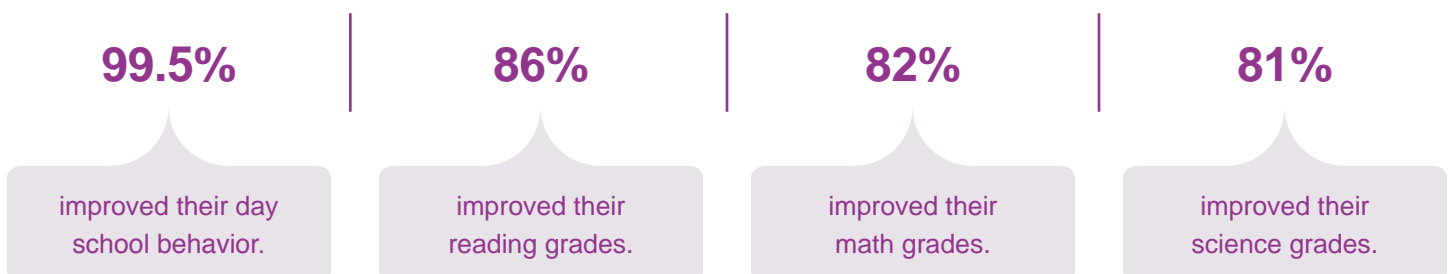 99.5%
improved their day
school behavior.
86%
improved their
reading grades.
82%
improved their
math grades.
81%
improved their
science grades.